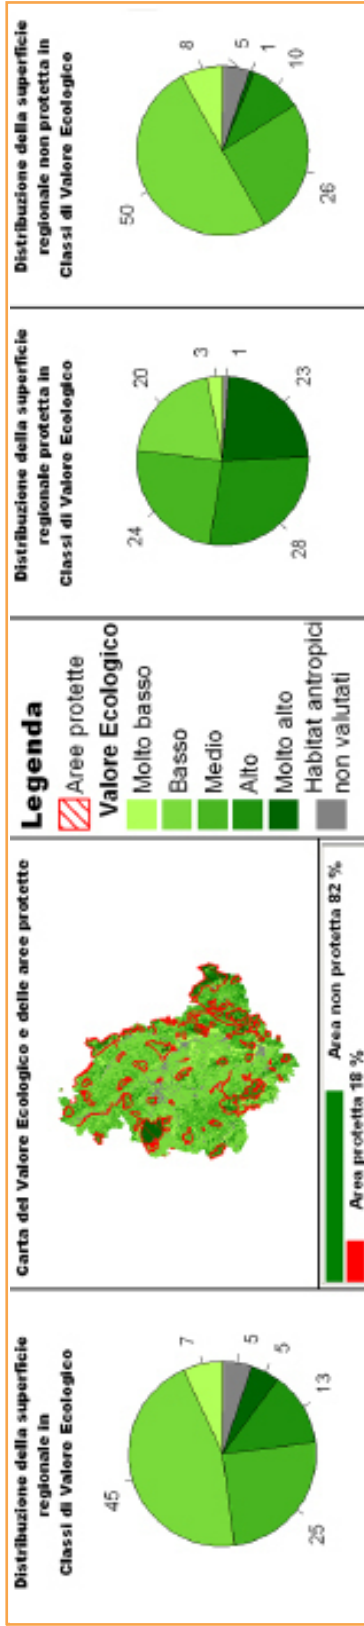 Distribuzione della superficie
regionale in
Classi di Valore Ecologico
45
7
5
5
13
25
Carta del Valore Ecologico e delle aree protette
Area non protetta 82 %
Area protetta 18 %
Legenda
Aree protette
Valore Ecologico
Molto basso
Basso
Medio
Alto
Molto alto
Habitat antropici
non valutati
Distribuzione della superficie
regionale protetta in
Classi di Valore Ecologico
24
20
3
1
23
28
Distribuzione della superficie
regionale non protetta in
Classi di Valore Ecologico
50
8
5
1
10
26